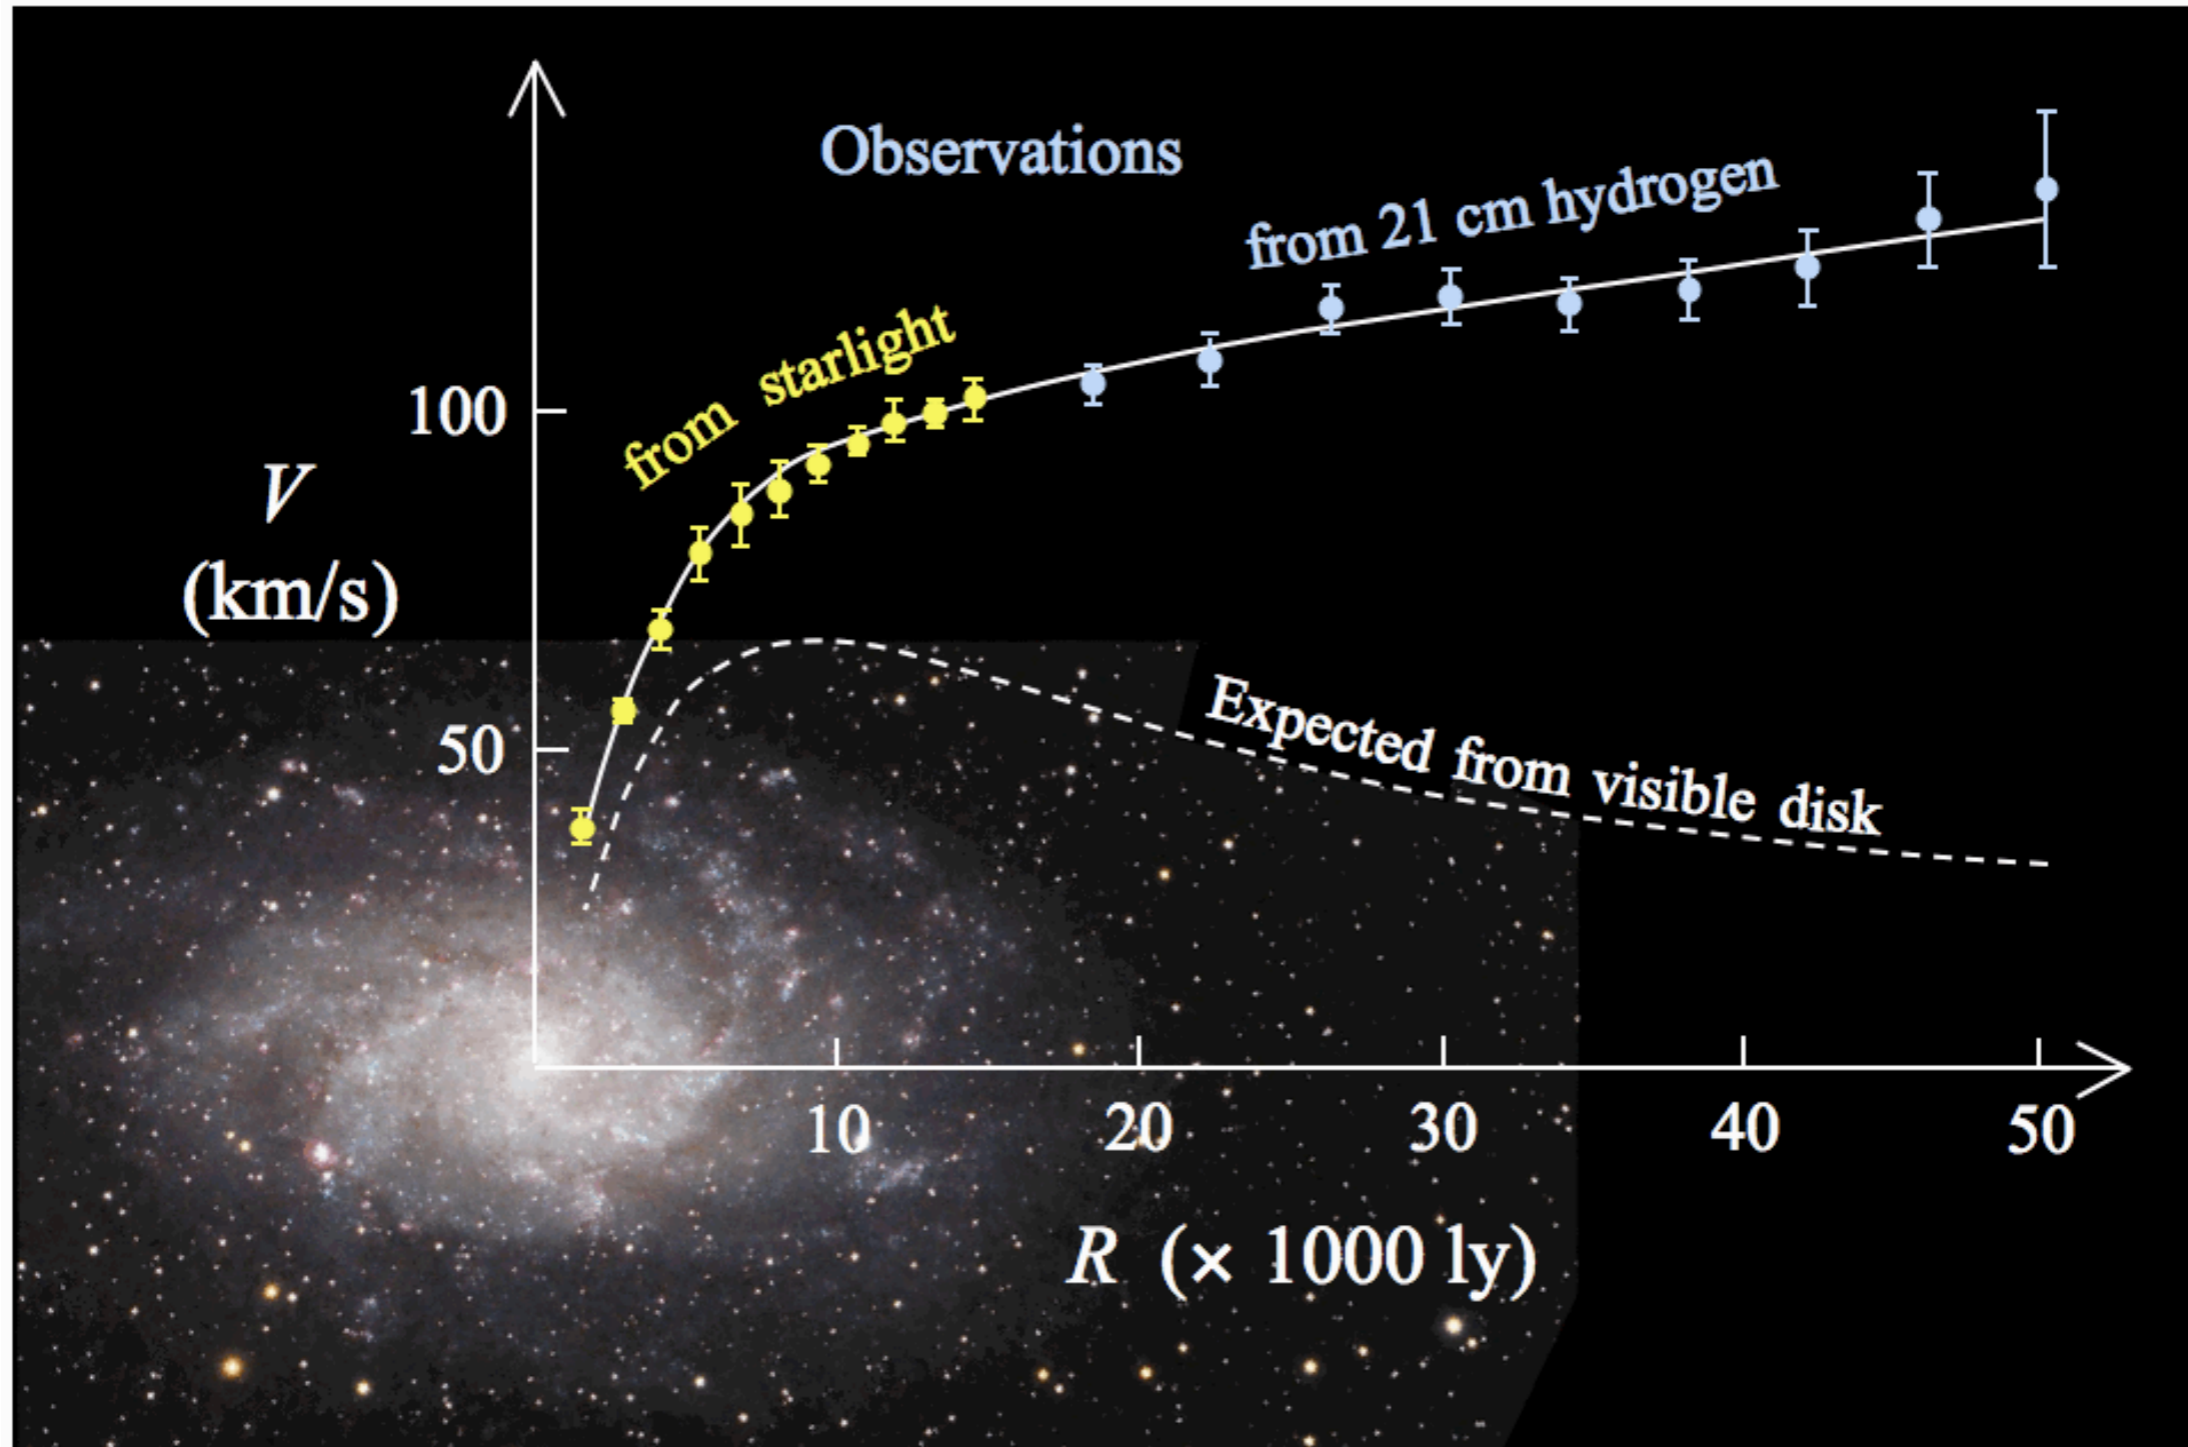 Observations
from 21 cm hydrogen
from starlight
100
V
(km/s)
50
Expected from visible disk
10
20
30
40
50
R (× 1000 ly)